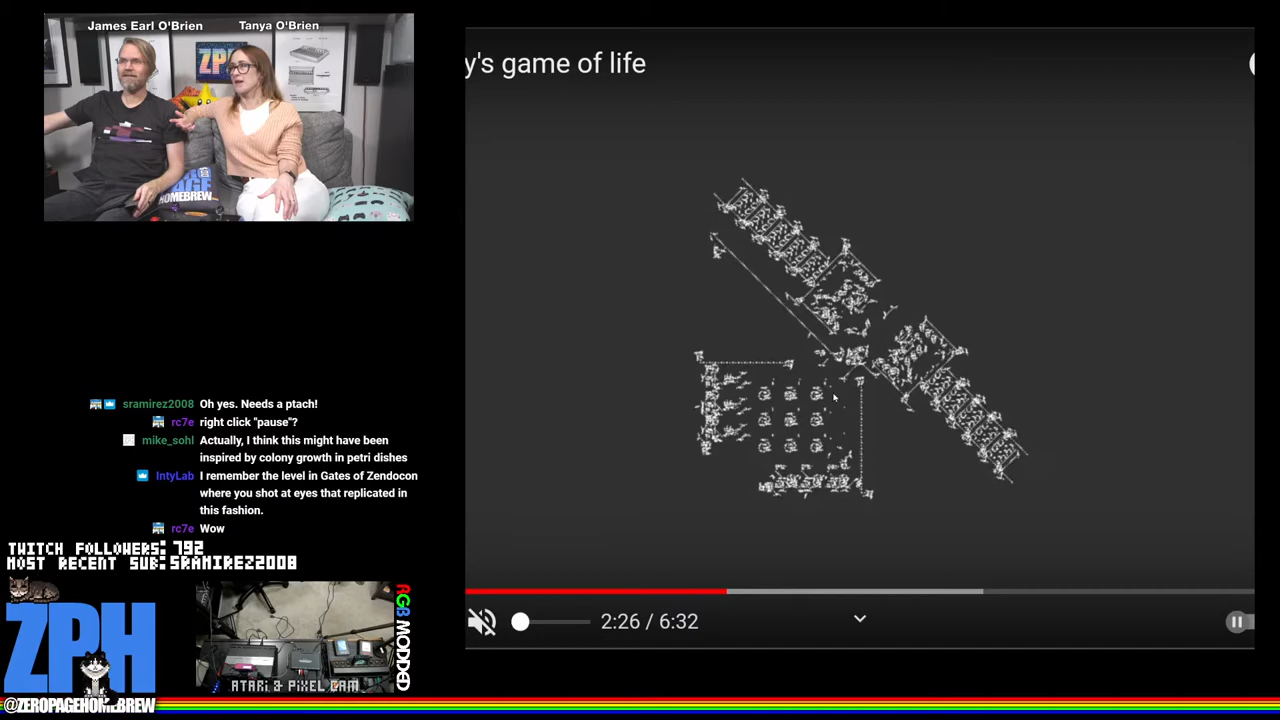 James Earl O'Brien
Tanya O'Brien
ZPH
HOMEBREW
y's game of life
sramirez2008 Oh yes. Needs a ptach!
rc7e right click "pause"?
mike_sohl Actually, I think this might have been
inspired by colony growth in petri dishes
IntyLab I remember the level in Gates of Zendocon
where you shot at eyes that replicated in
this fashion.
rc7e Wow
TWITCH FOLLOWERS: 792
MOST RECENT SUB: SRAMIREZ2008
ZPH
@ZEROPAGEHOMEBREW
RGB MODDED
ATARI & PIXEL CAM
2:26 / 6:32